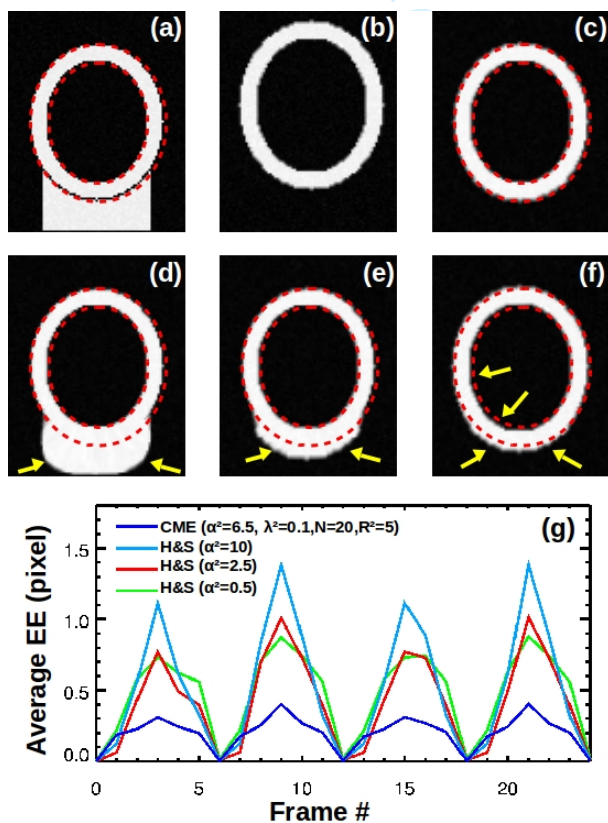 (a)
(b)
(c)
(d)
(e)
(f)
(g)
CME (α²=6.5, λ²=0.1,N=20,R²=5)
H&S (α²=10)
H&S (α²=2.5)
H&S (α²=0.5)
Average EE (pixel)
1.5
1.0
0.5
0.0
0 5 10 15 20
Frame #